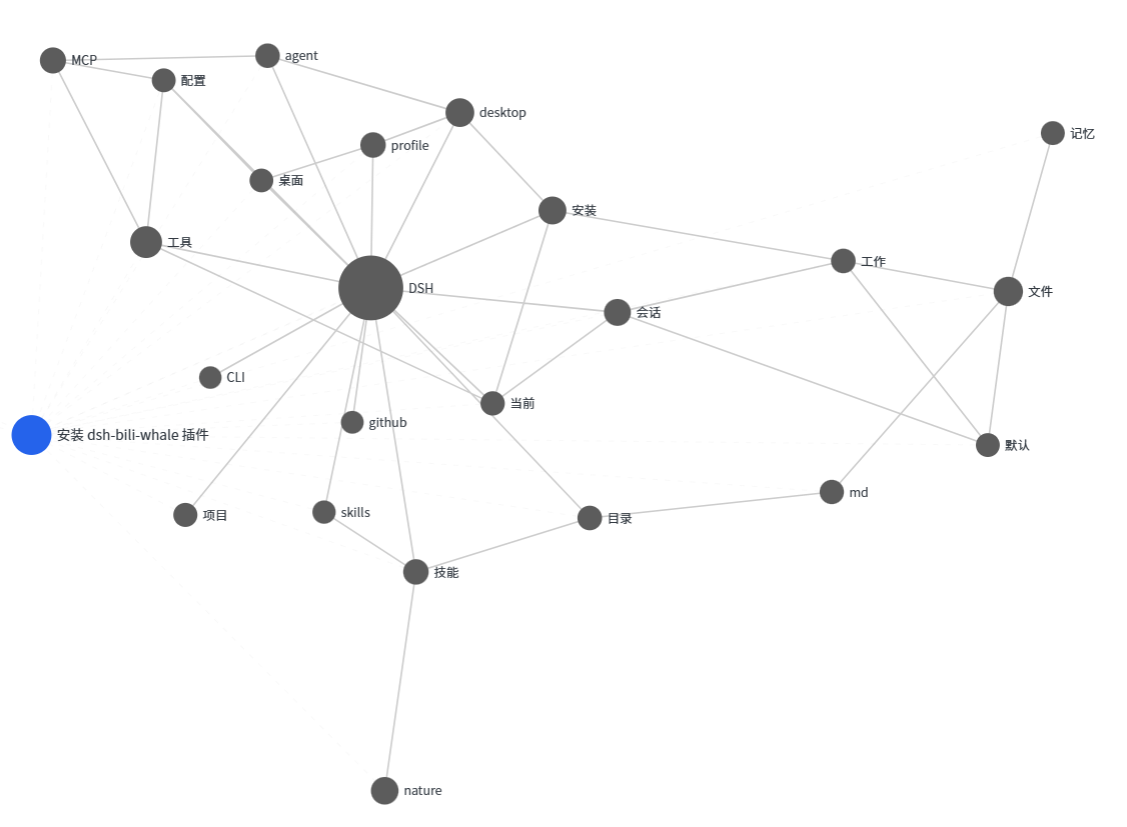 MCP
agent
配置
desktop
记忆
profile
桌面
安装
工具
工作
DSH
文件
会话
CLI
当前
github
安装 dsh-bili-whale 插件
默认
md
skills
项目
目录
技能
nature